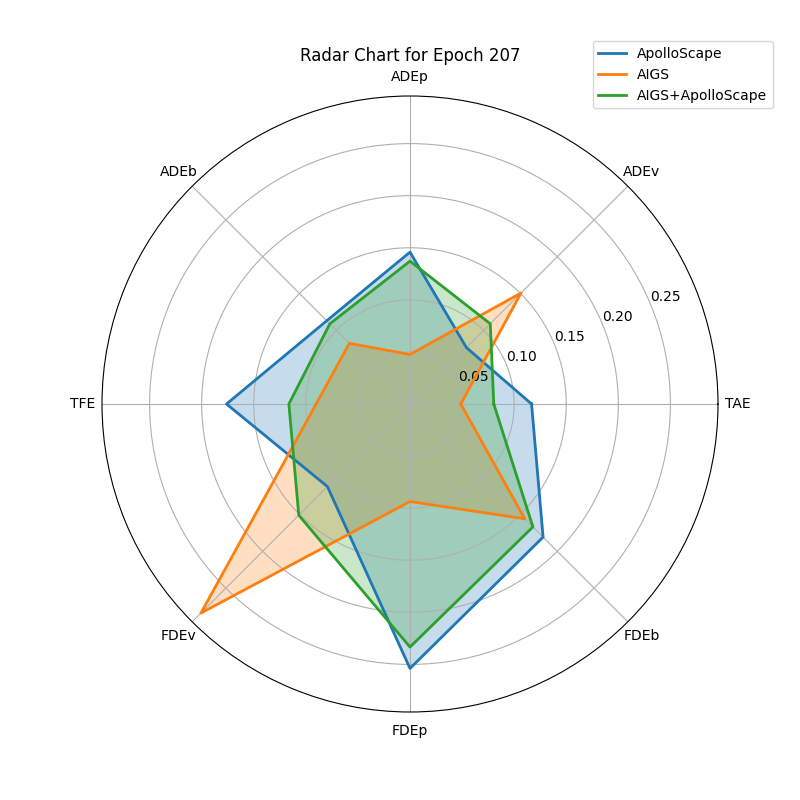 Radar Chart for Epoch 207
ApolloScape
AIGS
AIGS+ApolloScape
ADEp
ADEb
ADEv
0.25
0.20
0.15
0.10
0.05
TFE
TAE
FDEv
FDEb
FDEp